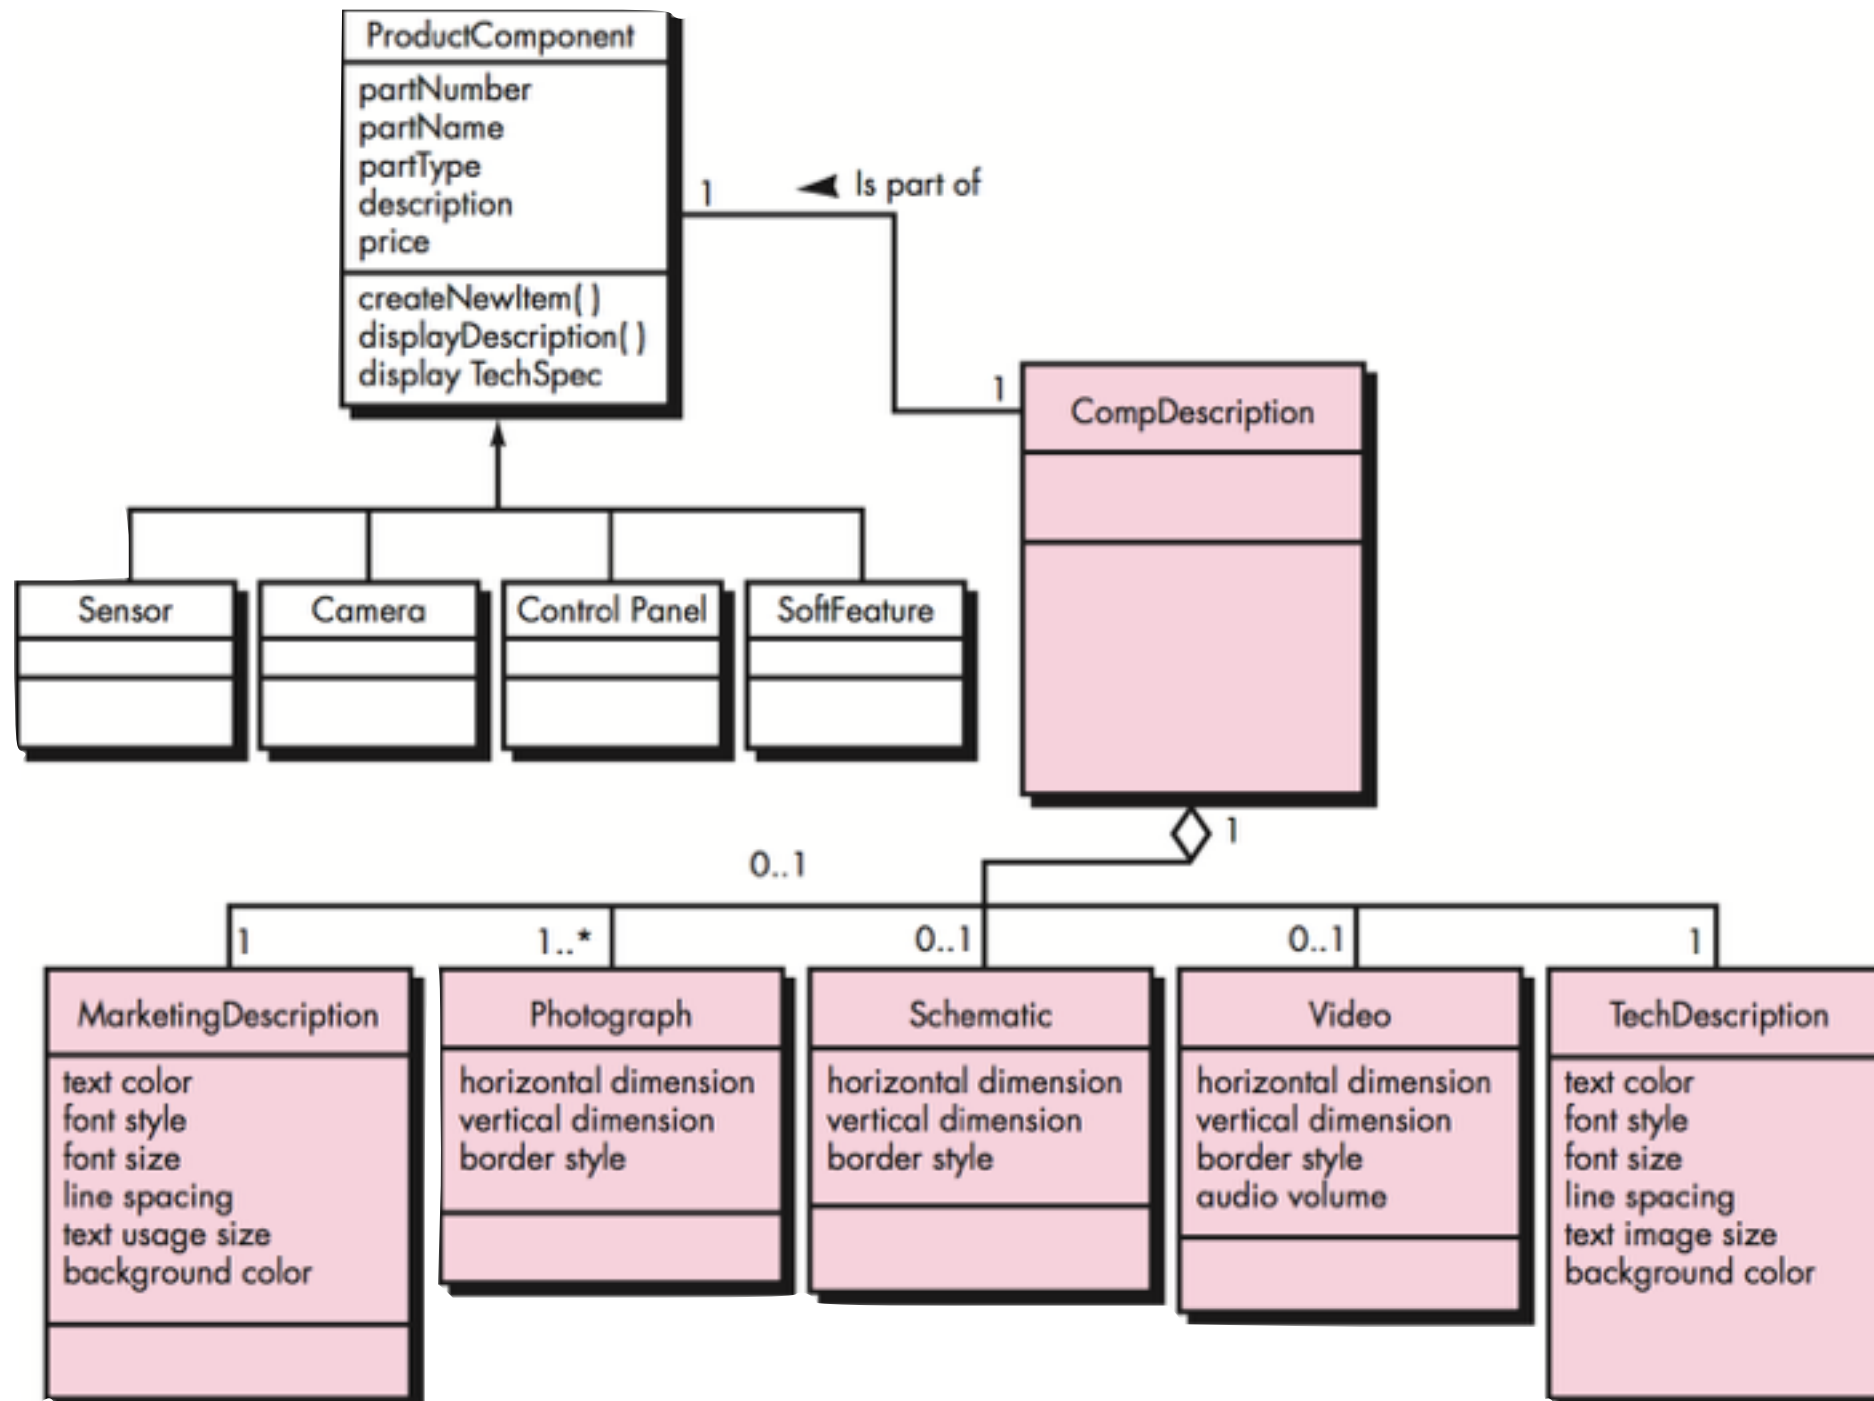 ProductComponent
partNumber
partName
partType
description
price
createNewItem( )
displayDescription( )
display TechSpec
1
Is part of
1
CompDescription
Sensor
Camera
Control Panel
SoftFeature
1
0..1
1
1..*
0..1
0..1
1
MarketingDescription
text color
font style
font size
line spacing
text usage size
background color
Photograph
horizontal dimension
vertical dimension
border style
Schematic
horizontal dimension
vertical dimension
border style
Video
horizontal dimension
vertical dimension
border style
audio volume
TechDescription
text color
font style
font size
line spacing
text image size
background color